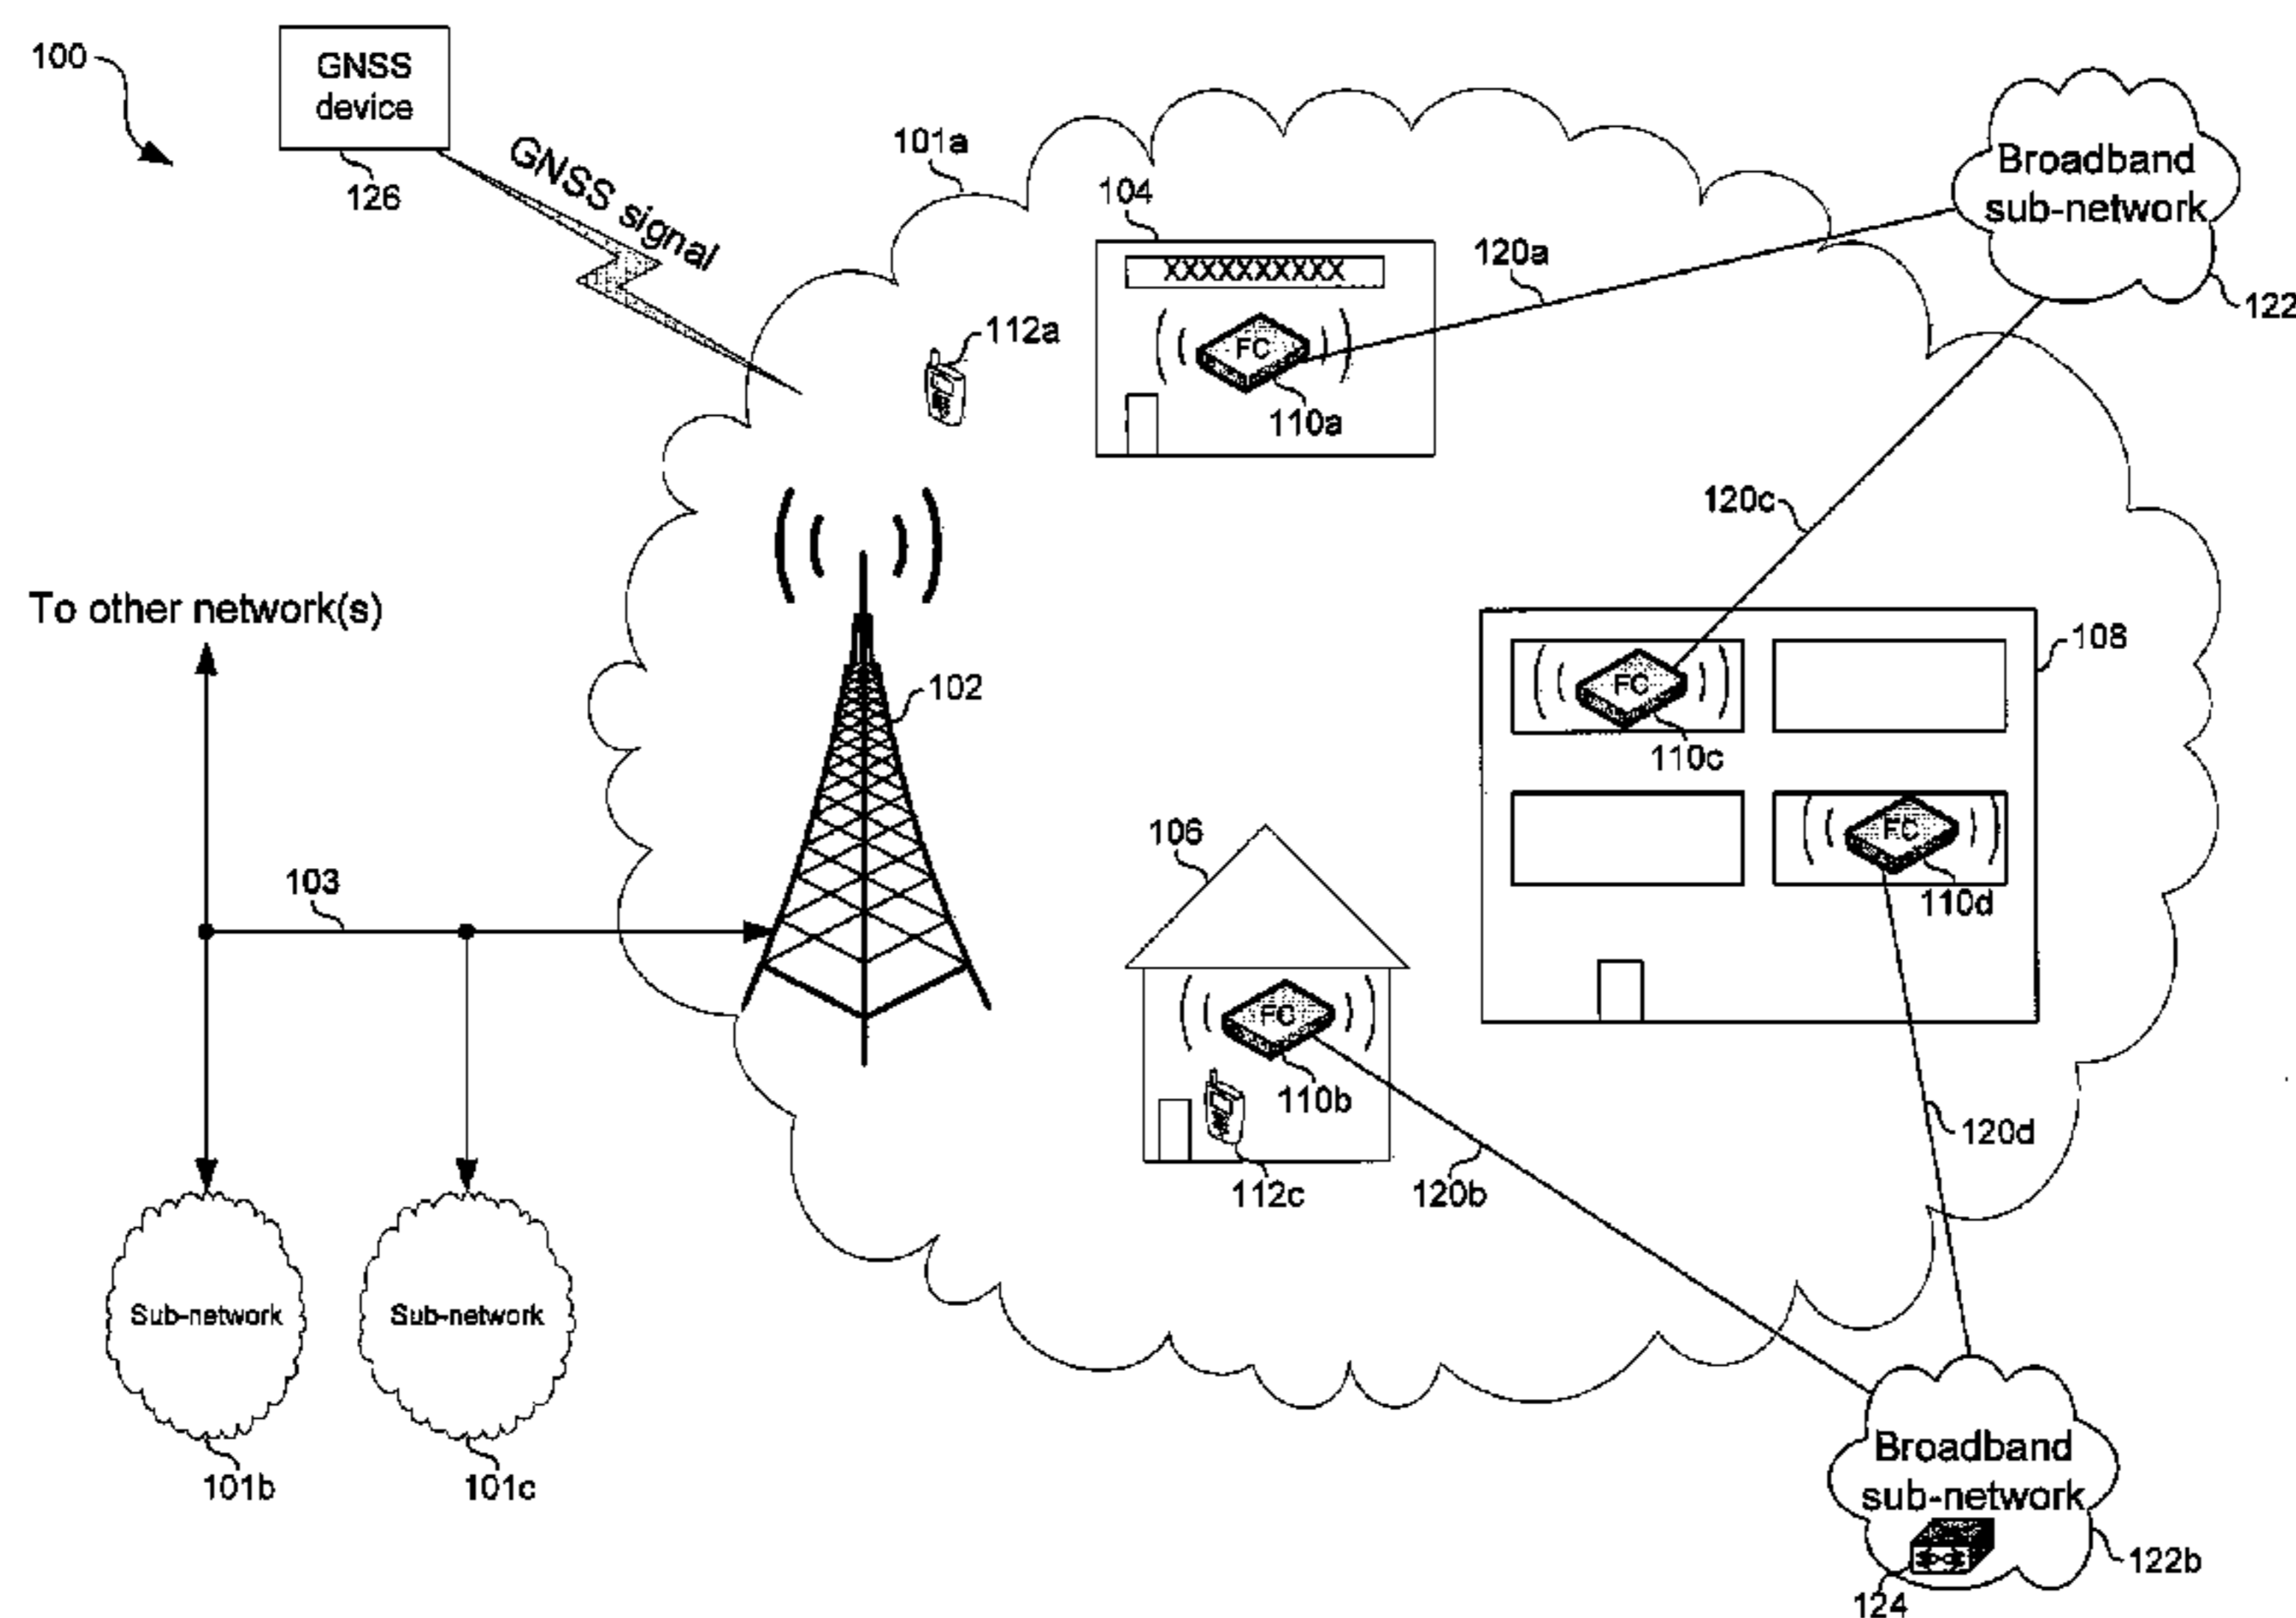 100
GNSS
device
126
GNSS signal
101a
104
XXXXXXXXXX
FC
110a
112a
120a
Broadband
sub-network
122
120c
To other network(s)
102
108
FC
110c
FC
110d
103
106
FC
110b
112c
120b
120d
Sub-network
101b
Sub-network
101c
Broadband
sub-network
122b
124